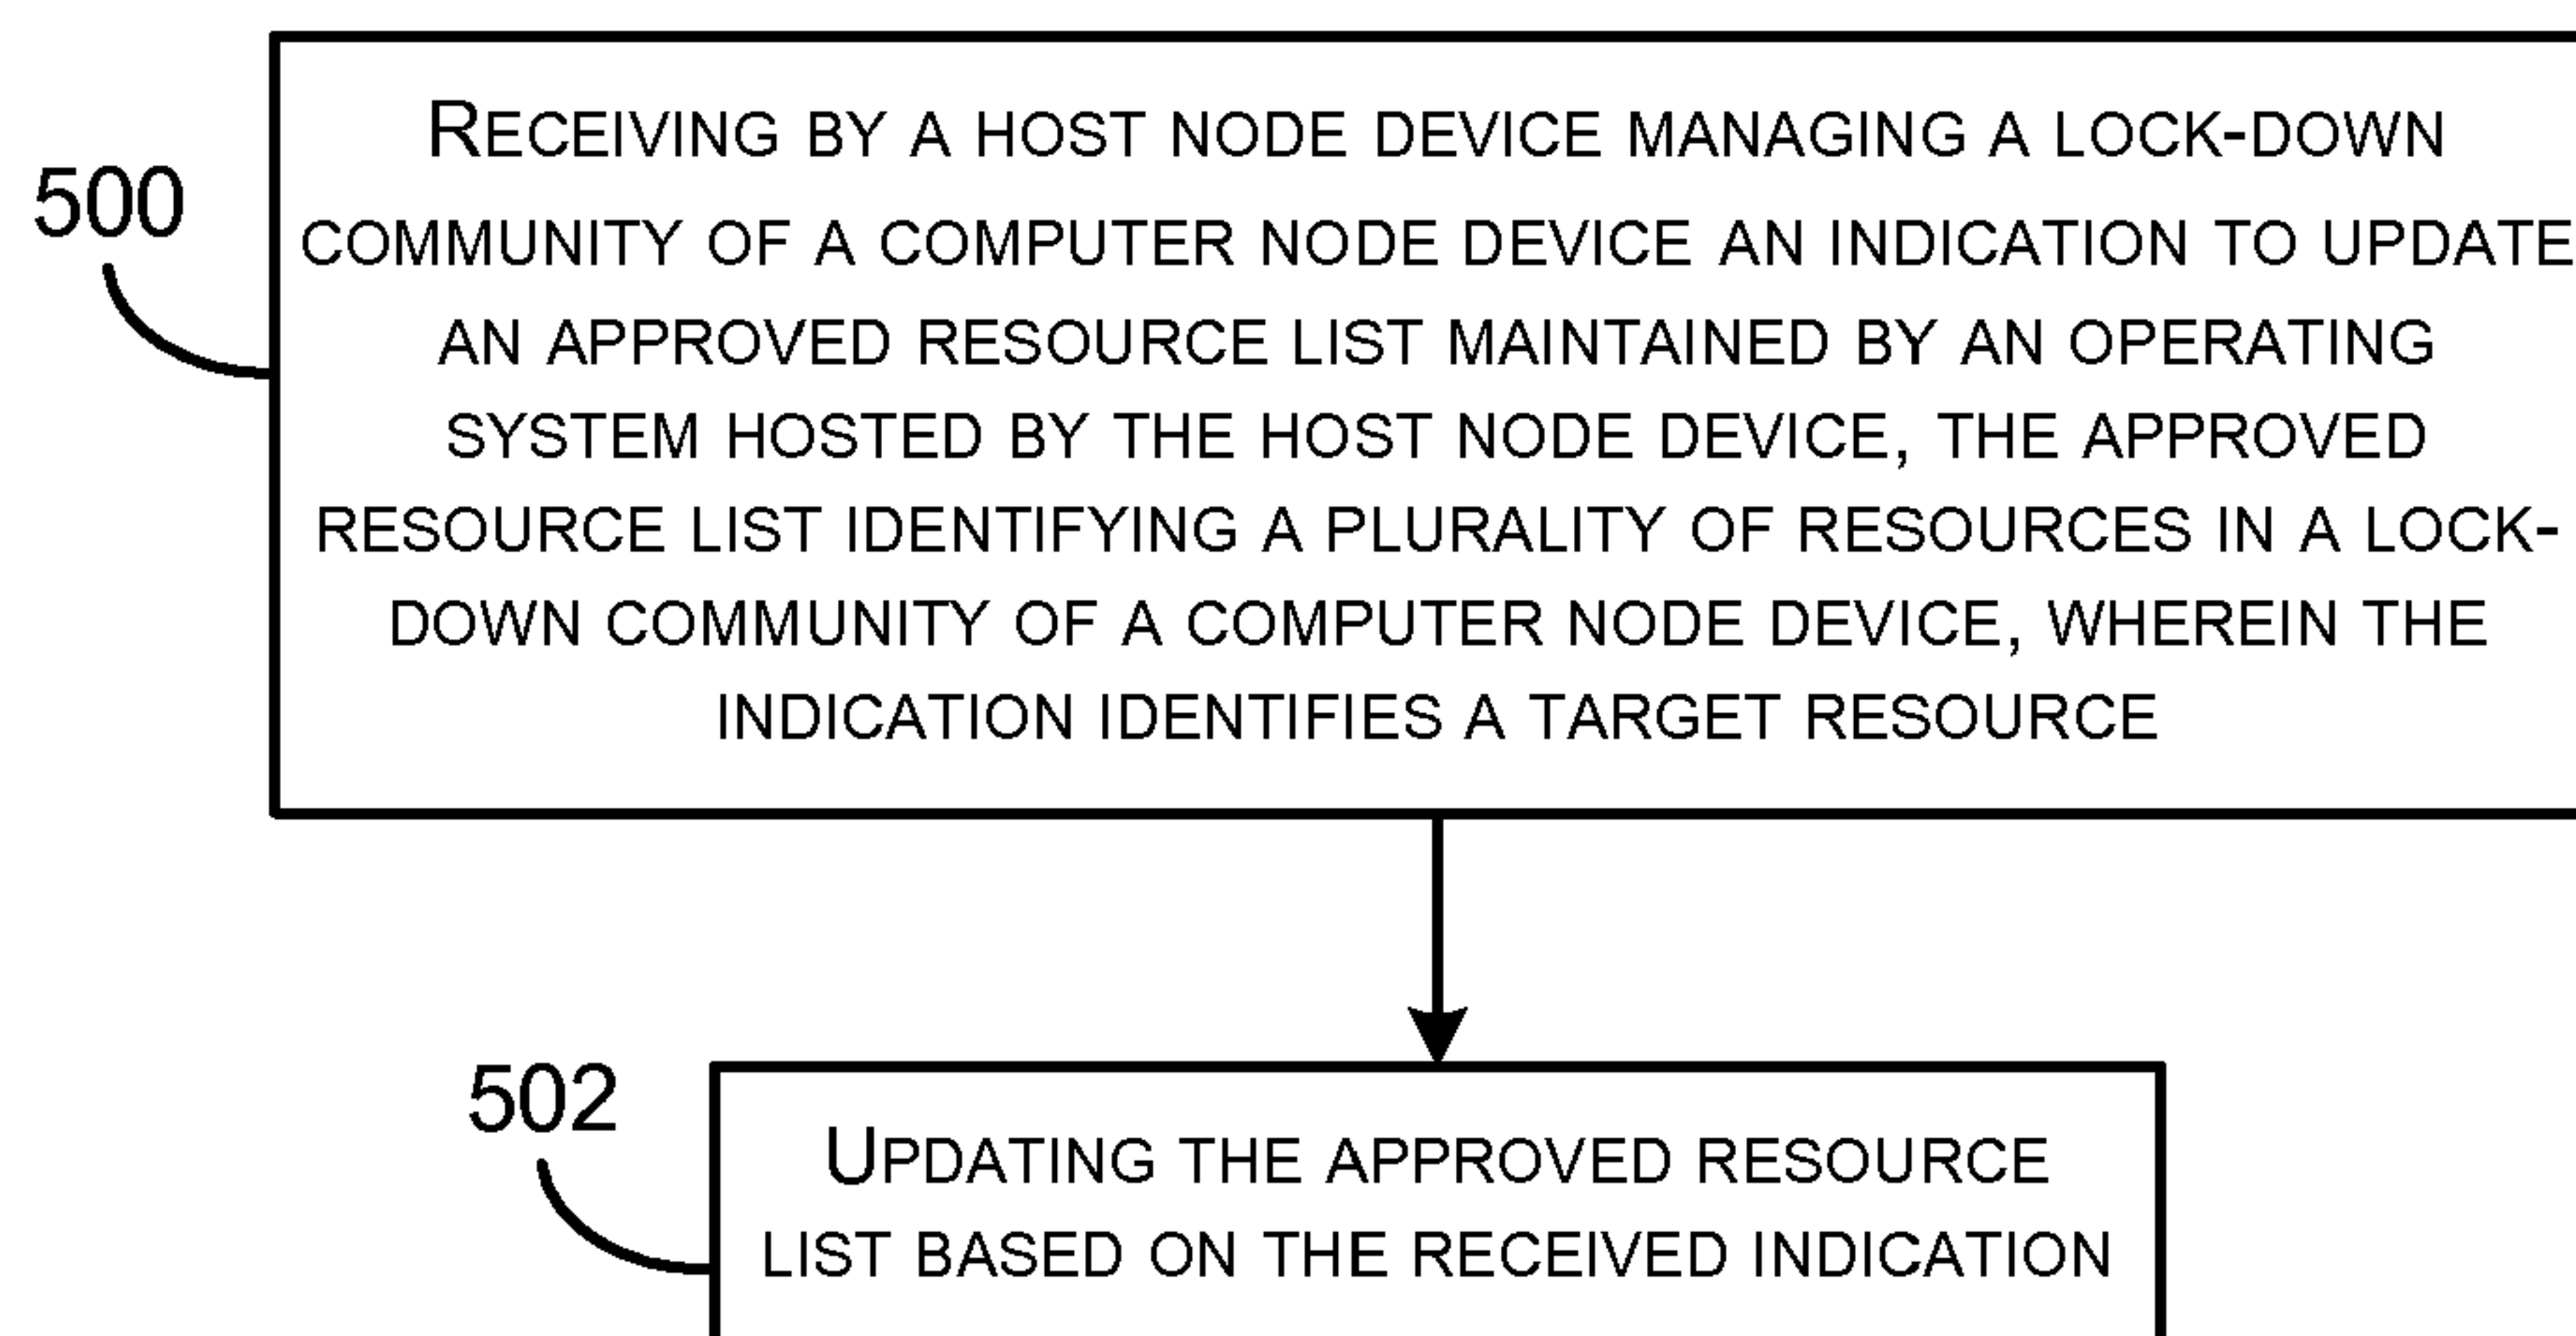 500
RECEIVING BY A HOST NODE DEVICE MANAGING A LOCK-DOWN
COMMUNITY OF A COMPUTER NODE DEVICE AN INDICATION TO UPDATE
AN APPROVED RESOURCE LIST MAINTAINED BY AN OPERATING
SYSTEM HOSTED BY THE HOST NODE DEVICE, THE APPROVED
RESOURCE LIST IDENTIFYING A PLURALITY OF RESOURCES IN A LOCK-
DOWN COMMUNITY OF A COMPUTER NODE DEVICE, WHEREIN THE
INDICATION IDENTIFIES A TARGET RESOURCE
502
UPDATING THE APPROVED RESOURCE
LIST BASED ON THE RECEIVED INDICATION